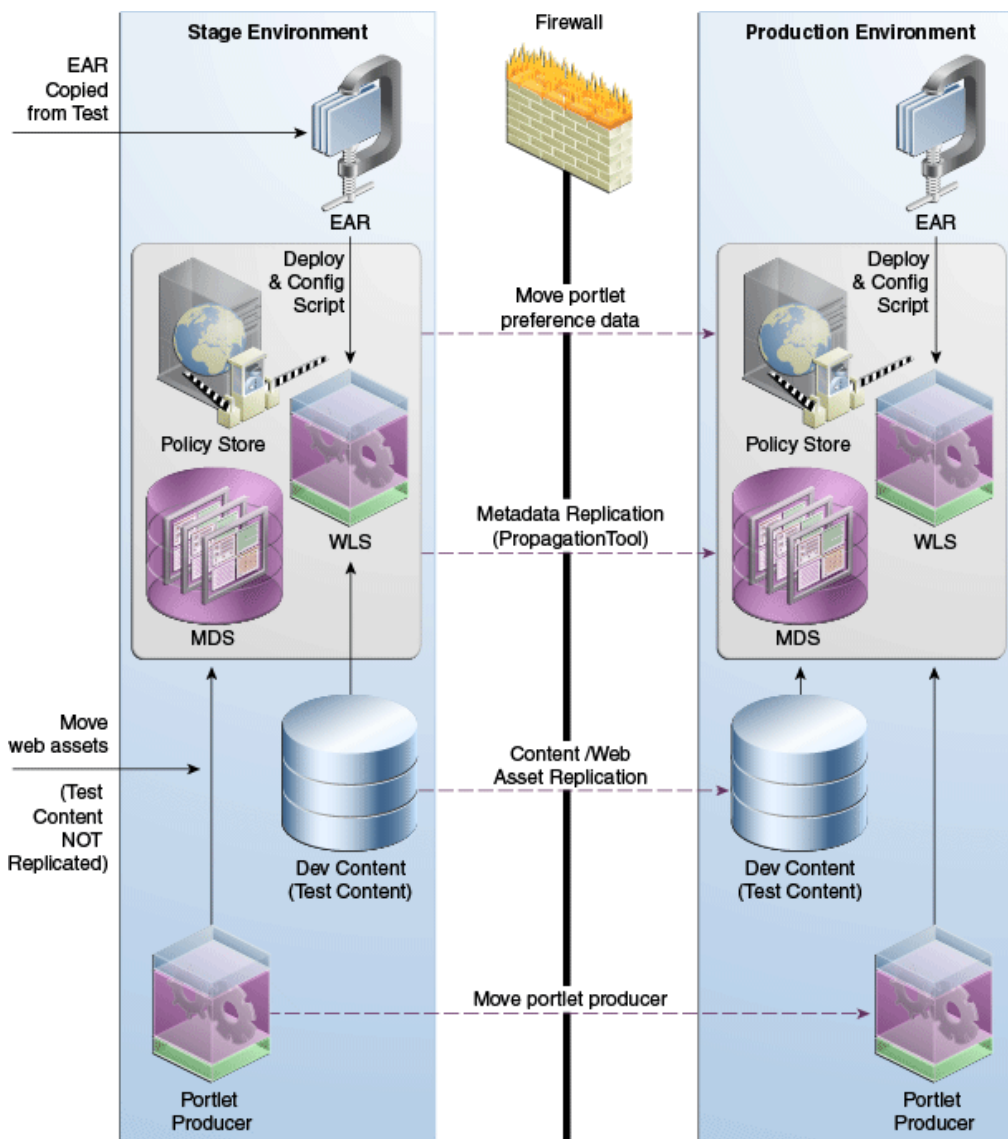 Stage Environment
Firewall
Production Environment
EAR
Copied
from Test
EAR
EAR
Deploy
& Config
Script
Deploy
& Config
Script
Move portlet
preference data
Policy Store
Policy Store
Metadata Replication
(PropagationTool)
WLS
WLS
MDS
MDS
Move
web assets
(Test
Content
NOT
Replicated)
Content /Web
Asset Replication
Dev Content
(Test Content)
Dev Content
(Test Content)
Move portlet producer
Portlet
Producer
Portlet
Producer